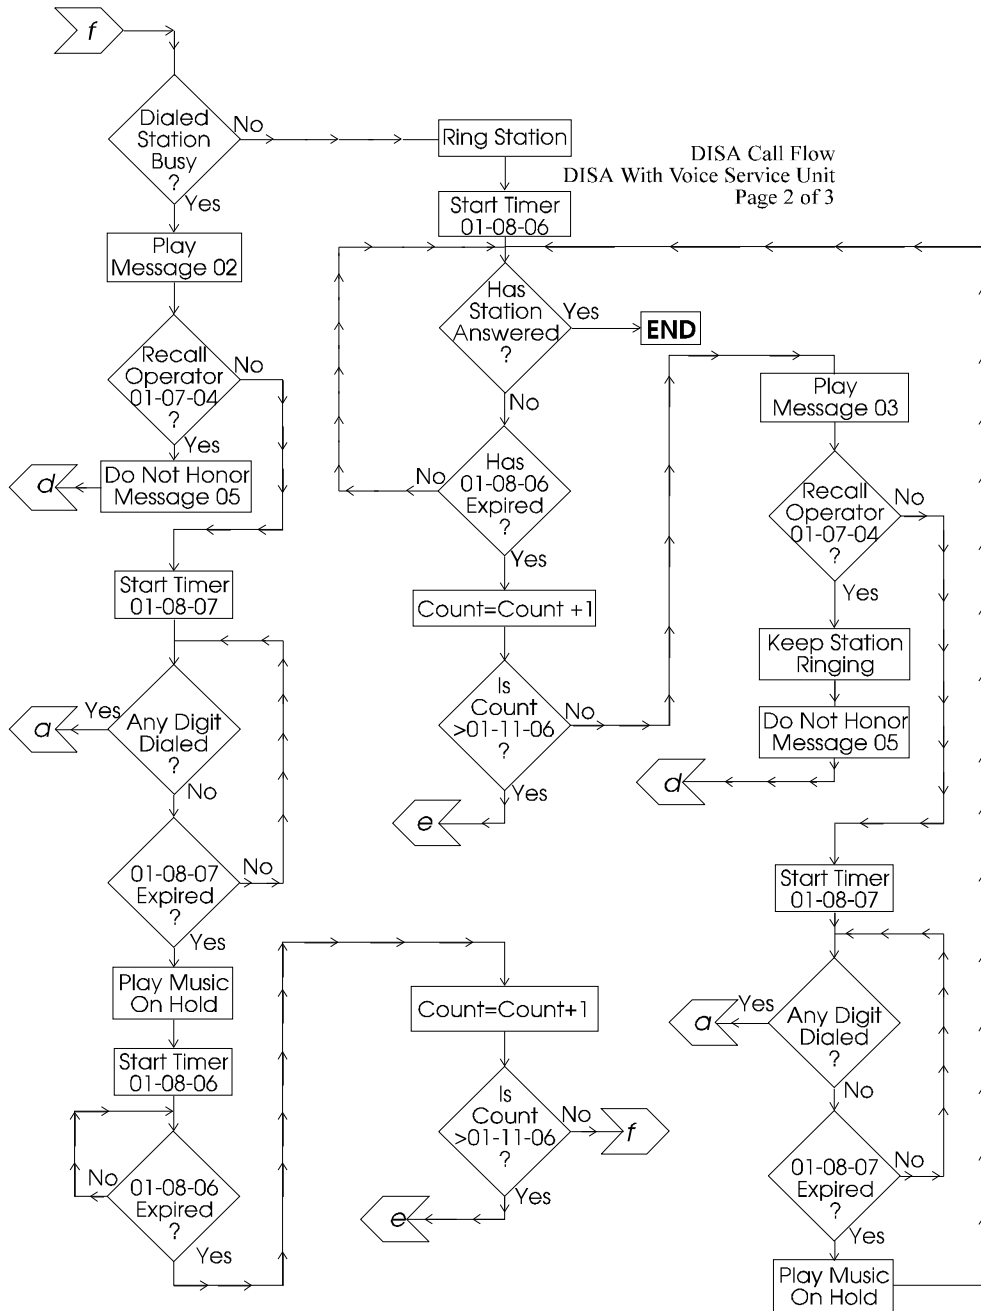 f
Dialed
Station
Busy
?
No
Yes
Ring Station
DISA Call Flow
DISA With Voice Service Unit
Page 2 of 3
Start Timer
01-08-06
Play
Message 02
Has
Station
Answered
?
Yes
END
No
Recall
Operator
01-07-04
?
No
Yes
Do Not Honor
Message 05
d
Has
01-08-06
Expired
?
No
Yes
Play
Message 03
Recall
Operator
01-07-04
?
No
Yes
Start Timer
01-08-07
Count=Count +1
Keep Station
Ringing
Is
Count
>01-11-06
?
No
Yes
e
Do Not Honor
Message 05
d
Any Digit
Dialed
?
Yes
a
No
01-08-07
Expired
?
No
Yes
Start Timer
01-08-07
Play Music
On Hold
Count=Count+1
Any Digit
Dialed
?
Yes
a
No
Start Timer
01-08-06
Is
Count
>01-11-06
?
No
f
Yes
e
01-08-06
Expired
?
No
Yes
01-08-07
Expired
?
No
Yes
Play Music
On Hold